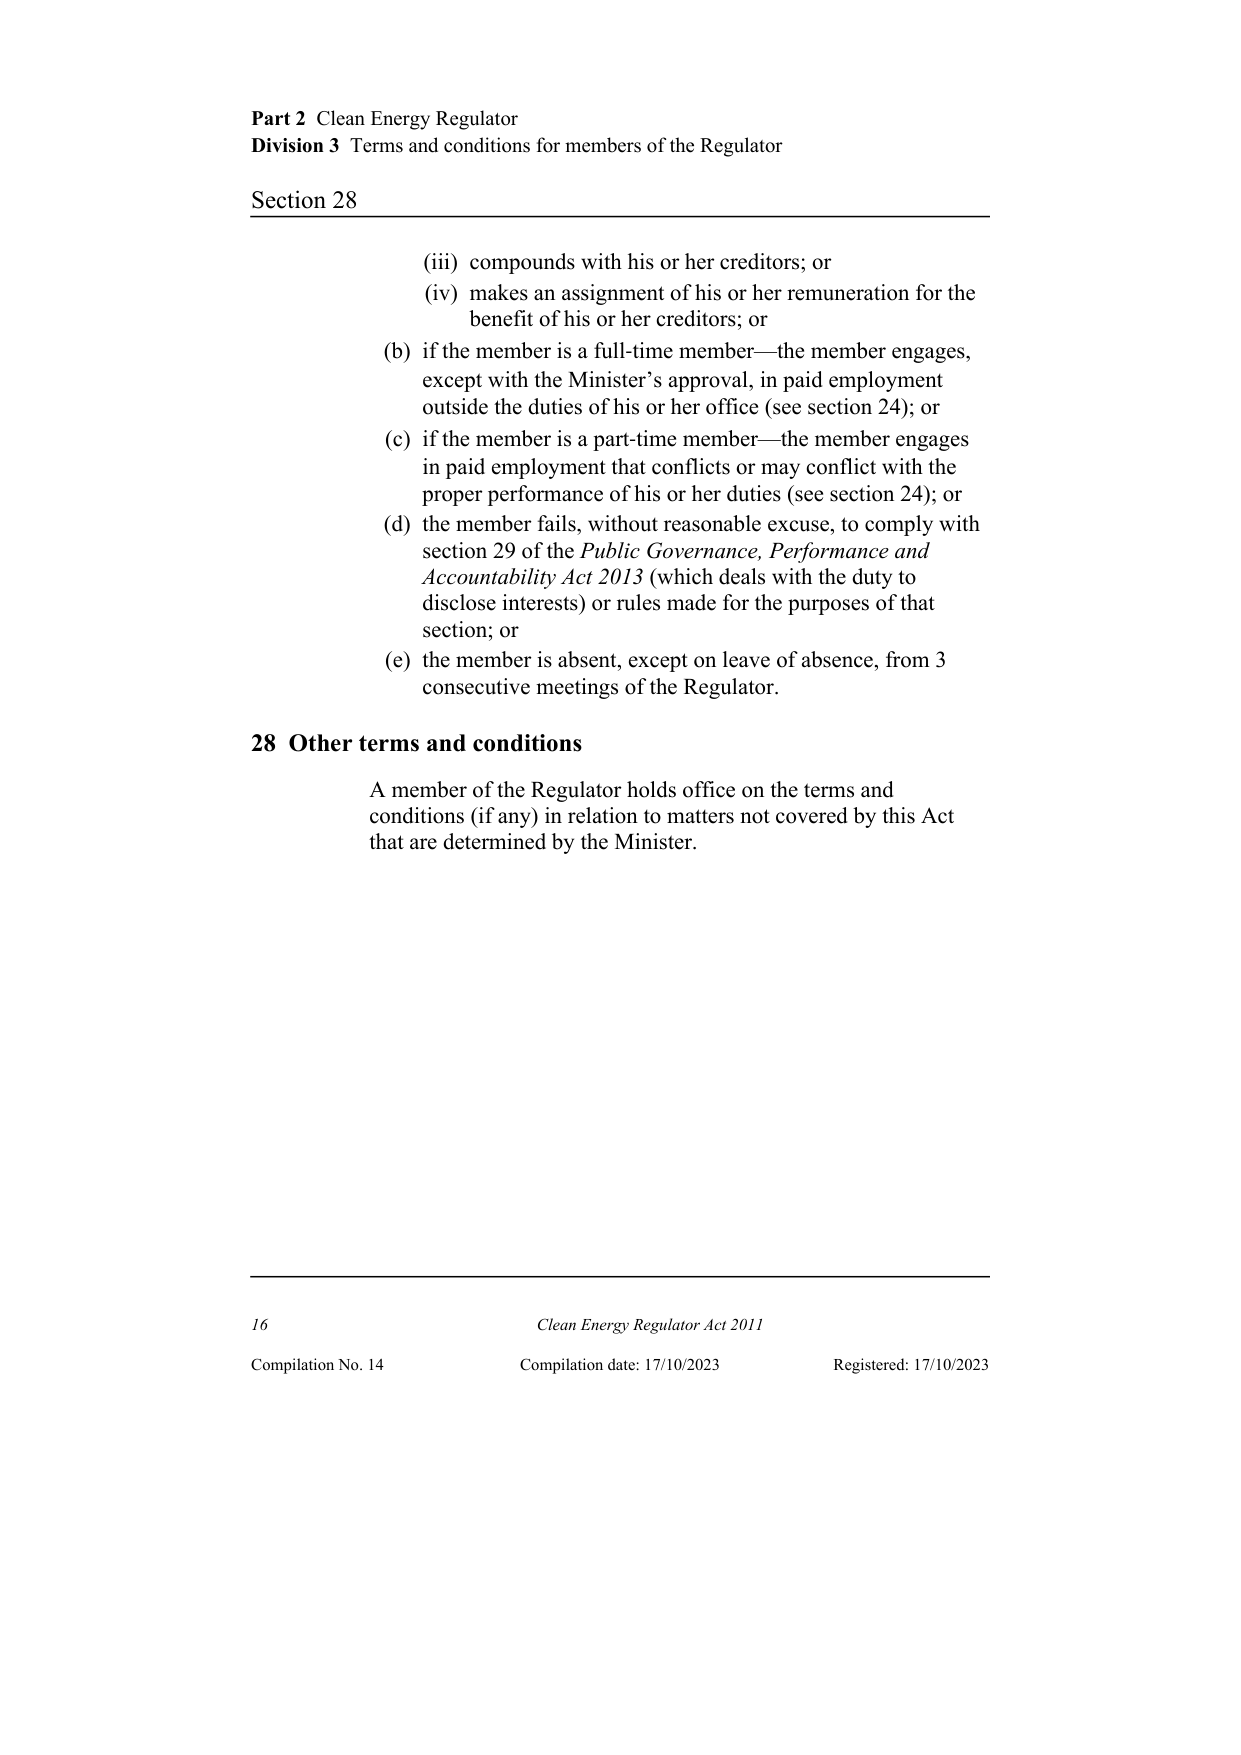 Part 2 Clean Energy Regulator
Division 3 Terms and conditions for members of the Regulator
Section 28
(iii) compounds with his or her creditors; or
(iv) makes an assignment of his or her remuneration for the
benefit of his or her creditors; or
(b) if the member is a full-time member—the member engages,
except with the Minister’s approval, in paid employment
outside the duties of his or her office (see section 24); or
(c) if the member is a part-time member—the member engages
in paid employment that conflicts or may conflict with the
proper performance of his or her duties (see section 24); or
(d) the member fails, without reasonable excuse, to comply with
section 29 of the Public Governance, Performance and
Accountability Act 2013 (which deals with the duty to
disclose interests) or rules made for the purposes of that
section; or
(e) the member is absent, except on leave of absence, from 3
consecutive meetings of the Regulator.
28 Other terms and conditions
A member of the Regulator holds office on the terms and
conditions (if any) in relation to matters not covered by this Act
that are determined by the Minister.
16 Clean Energy Regulator Act 2011
Compilation No. 14 Compilation date: 17/10/2023 Registered: 17/10/2023